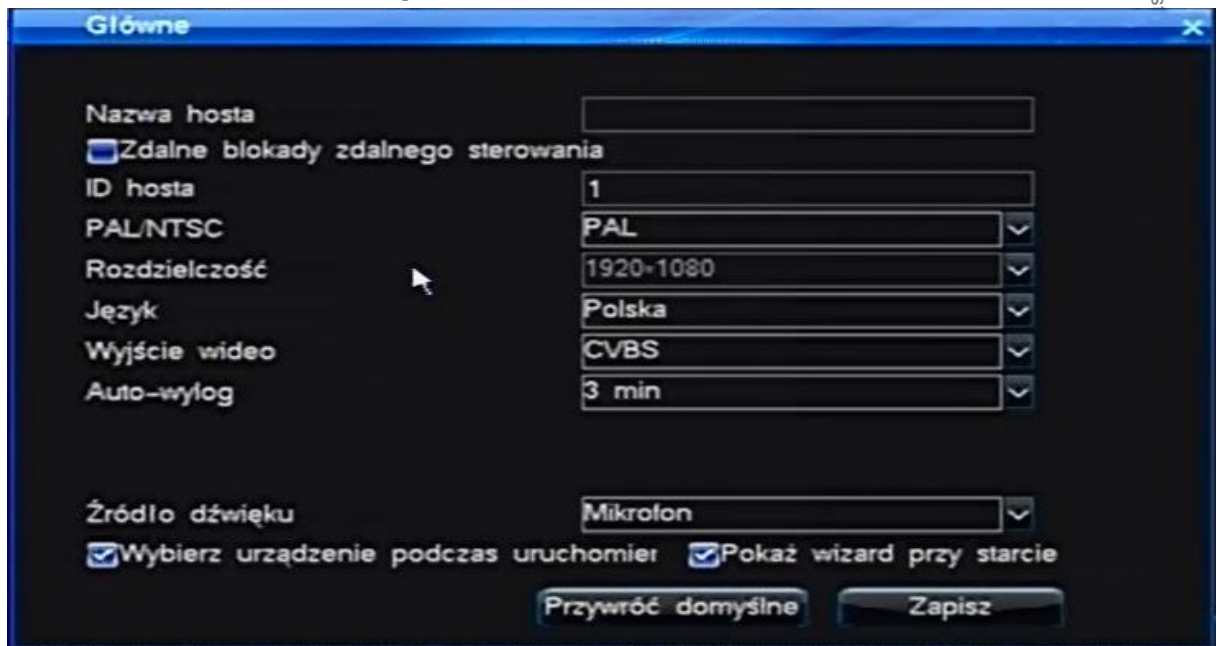 Główne
Nazwa hosta
Zdalne blokady zdalnego sterowania
ID hosta 1
PAL/NTSC PAL
Rozdzielczość 1920×1080
Język Polska
Wyjście wideo CVBS
Auto-wylog 3 min
Źródło dźwięku Mikrofon
Wybierz urządzenie podczas uruchomier Pokaż wizard przy starcie
Przywróć domyślne Zapisz